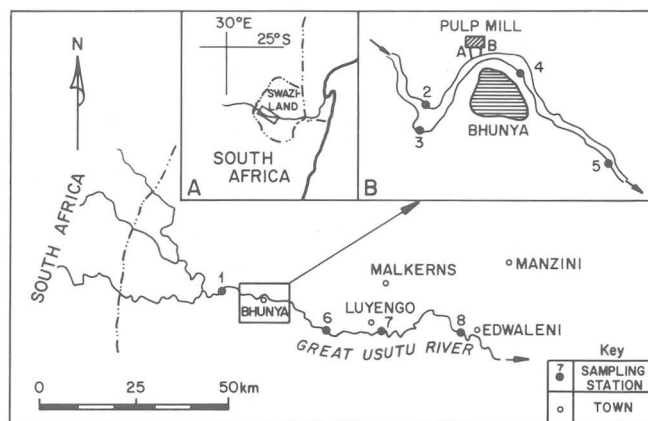 30°E
25°S
N
SWAZI-
LAND
SOUTH
AFRICA
A
PULP MILL
A B
2
3
4
BHUNYA
5
B
SOUTH AFRICA
1
BHUNYA
MALKERNS
MANZINI
LUYENGO
6
7
8
EDWALENI
GREAT USUTU RIVER
0 25 50km
Key
7 SAMPLING
STATION
TOWN